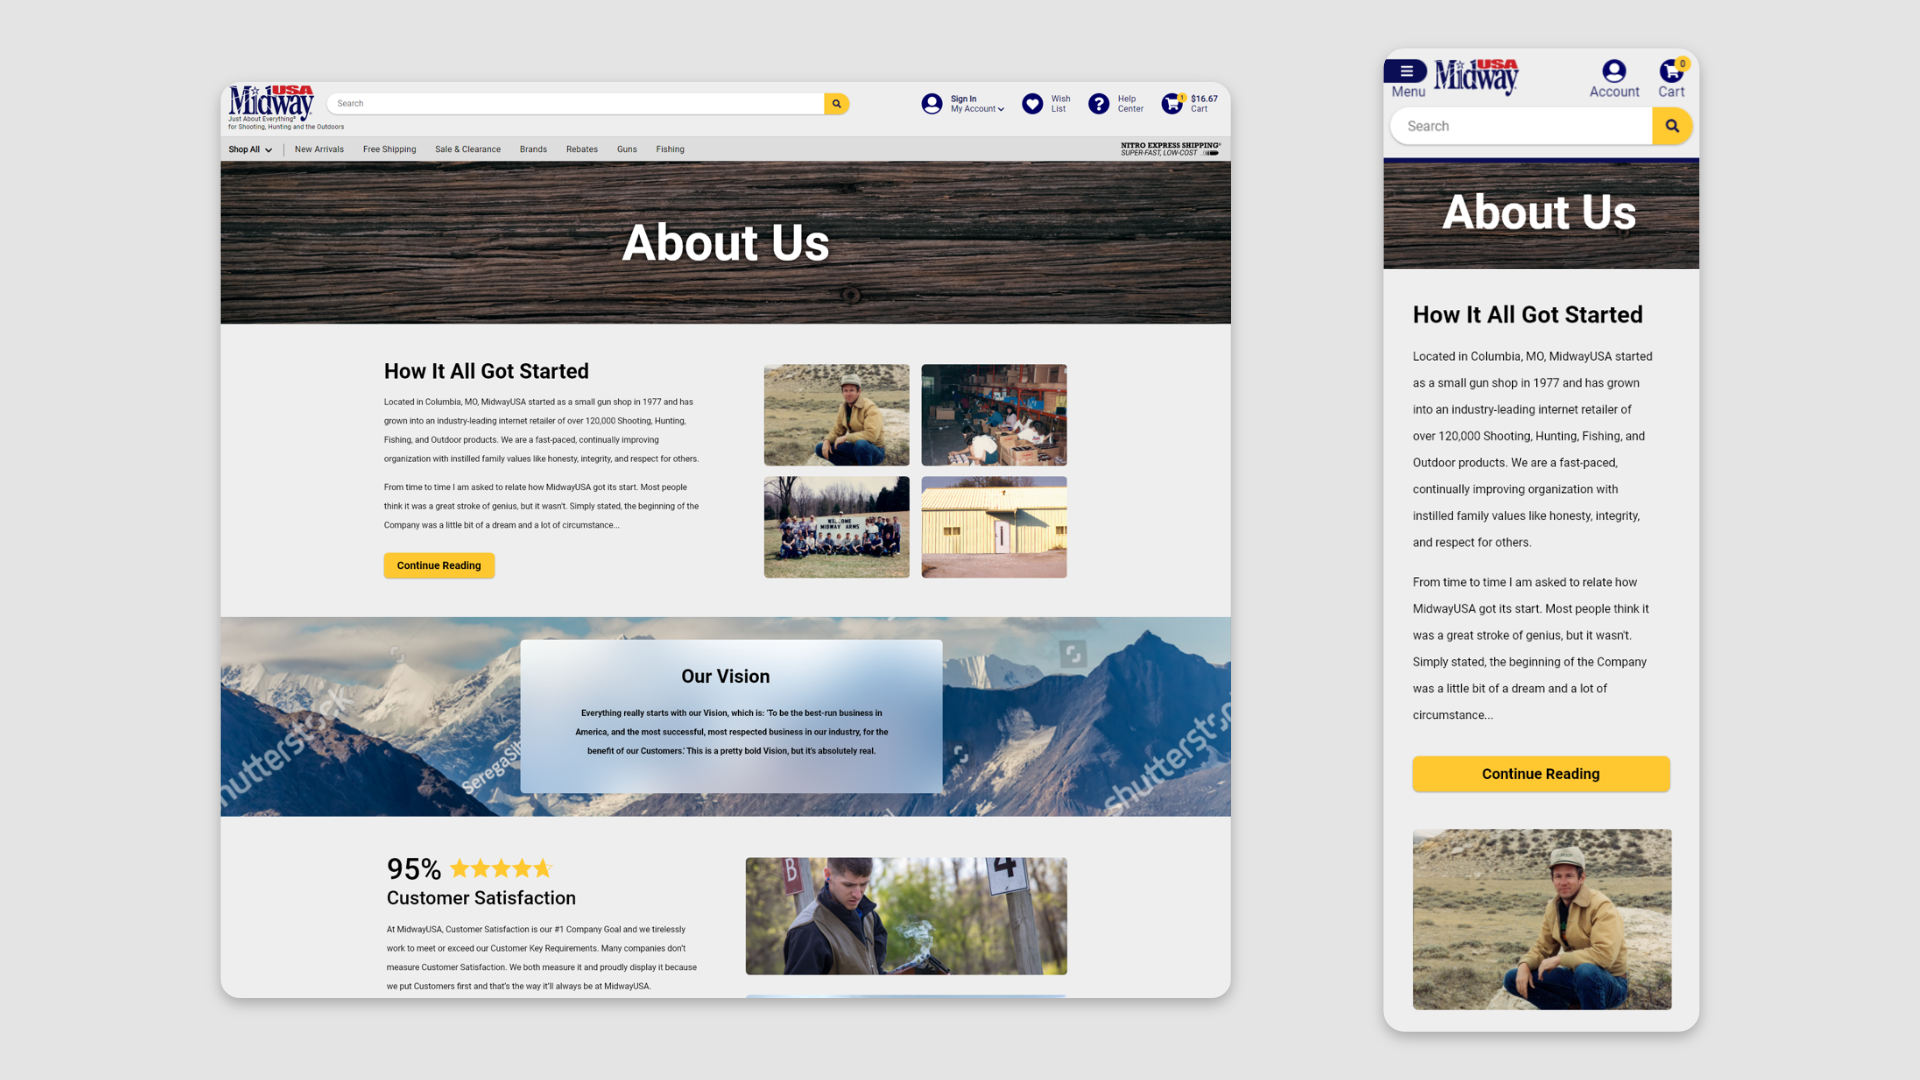 Midway USA
Just About Everything®
for Shooting, Hunting and the Outdoors
Search
Sign In
My Account
Wish
List
Help
Center
1
$16.67
Cart
Shop All
New Arrivals
Free Shipping
Sale & Clearance
Brands
Rebates
Guns
Fishing
NITRO EXPRESS SHIPPING®
SUPER-FAST, LOW-COST
About Us
How It All Got Started
Located in Columbia, MO, MidwayUSA started as a small gun shop in 1977 and has
grown into an industry-leading internet retailer of over 120,000 Shooting, Hunting,
Fishing, and Outdoor products. We are a fast-paced, continually improving
organization with instilled family values like honesty, integrity, and respect for others.
From time to time I am asked to relate how MidwayUSA got its start. Most people
think it was a great stroke of genius, but it wasn't. Simply stated, the beginning of the
Company was a little bit of a dream and a lot of circumstance...
Continue Reading
WELCOME
MIDWAY ARMS
Our Vision
Everything really starts with our Vision, which is: 'To be the best-run business in
America, and the most successful, most respected business in our industry, for the
benefit of our Customers.' This is a pretty bold Vision, but it's absolutely real.
shutterstock
shutterstock
95%
Customer Satisfaction
At MidwayUSA, Customer Satisfaction is our #1 Company Goal and we tirelessly
work to meet or exceed our Customer Key Requirements. Many companies don't
measure Customer Satisfaction. We both measure it and proudly display it because
we put Customers first and that's the way it'll always be at MidwayUSA.
B
4
Menu
Midway USA
Account
0
Cart
Search
About Us
How It All Got Started
Located in Columbia, MO, MidwayUSA started
as a small gun shop in 1977 and has grown
into an industry-leading internet retailer of
over 120,000 Shooting, Hunting, Fishing, and
Outdoor products. We are a fast-paced,
continually improving organization with
instilled family values like honesty, integrity,
and respect for others.
From time to time I am asked to relate how
MidwayUSA got its start. Most people think it
was a great stroke of genius, but it wasn't.
Simply stated, the beginning of the Company
was a little bit of a dream and a lot of
circumstance...
Continue Reading